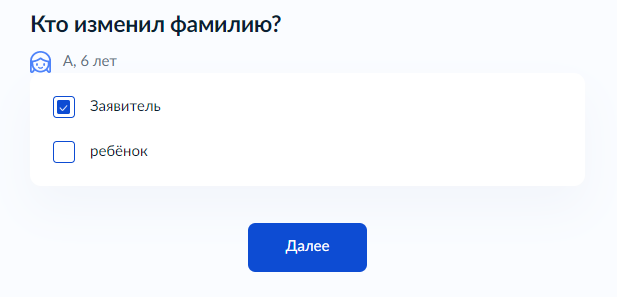 Кто изменил фамилию?
А, 6 лет
Заявитель
ребёнок
Далее